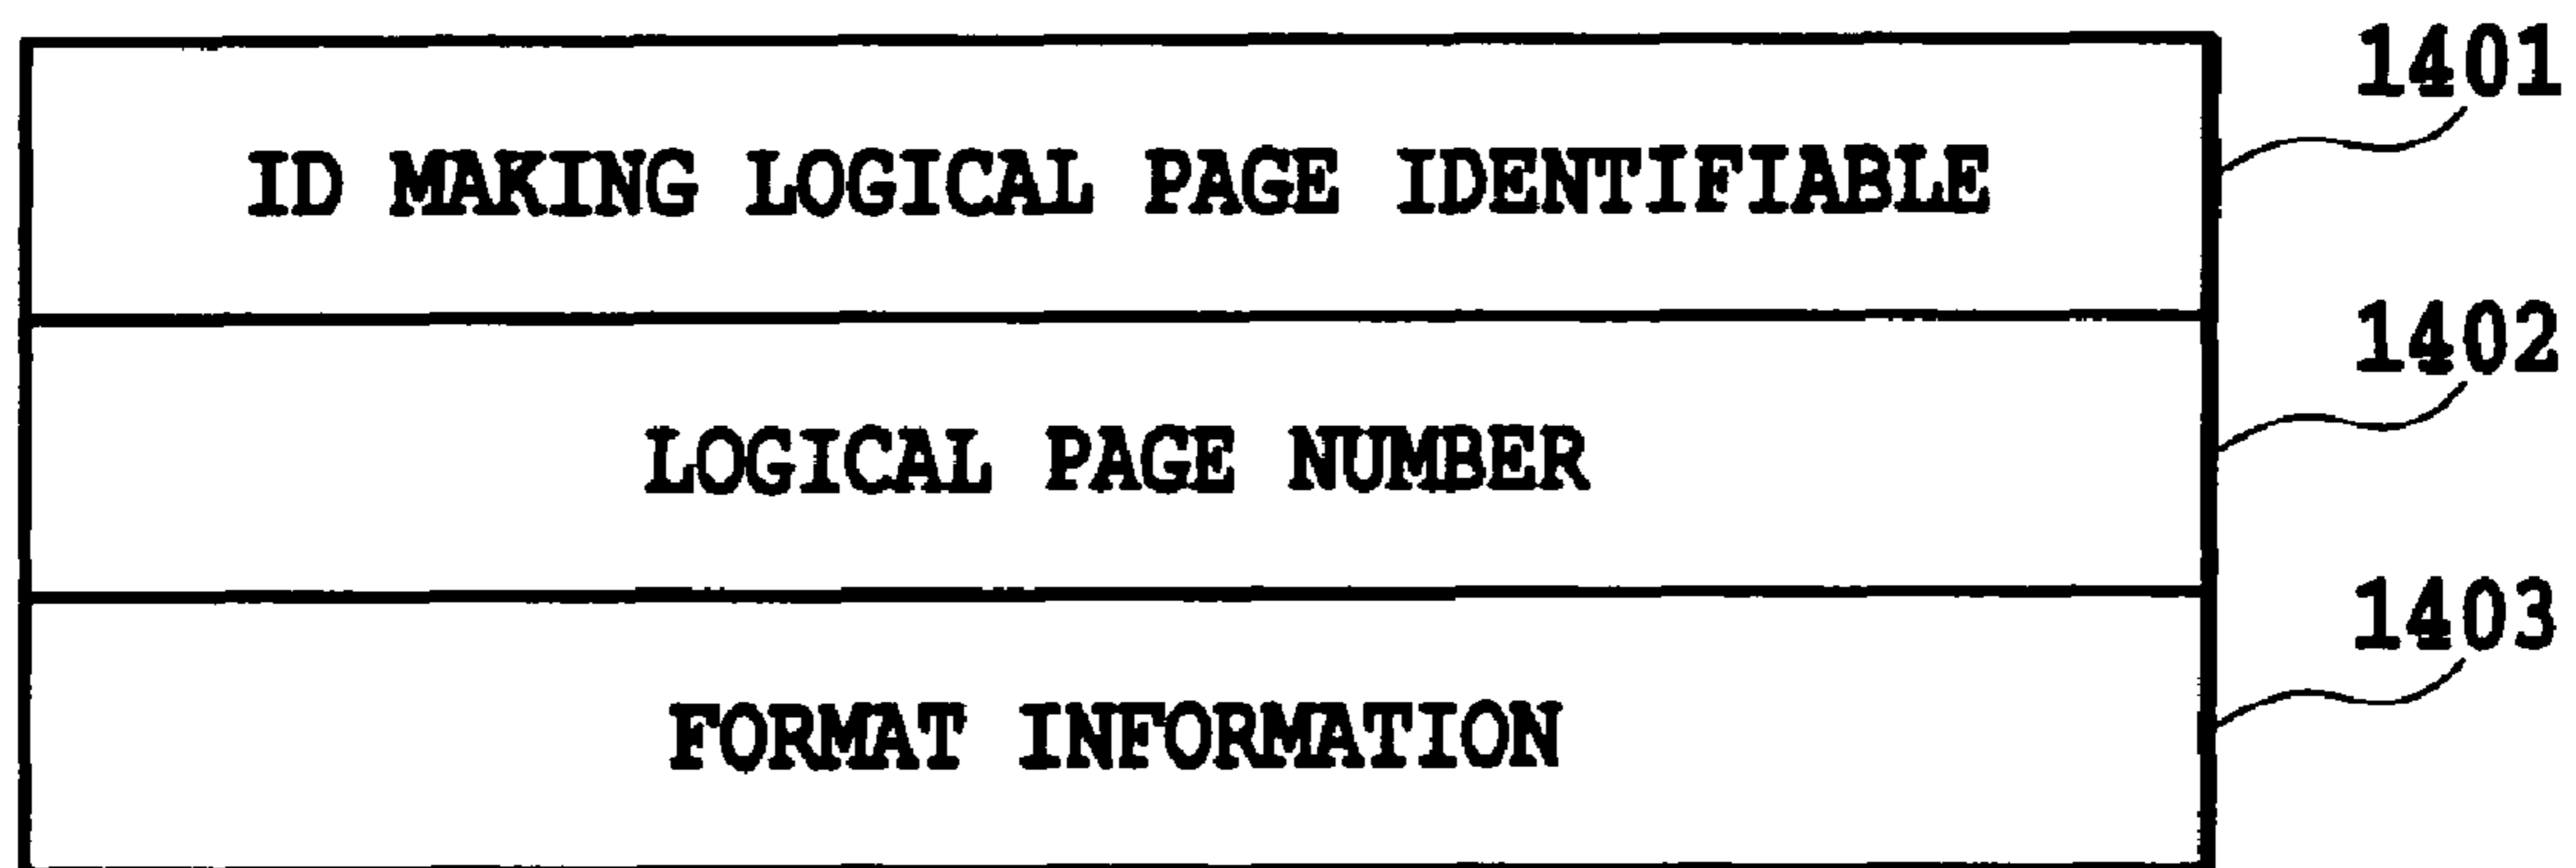 1401
ID MAKING LOGICAL PAGE IDENTIFIABLE
1402
LOGICAL PAGE NUMBER
1403
FORMAT INFORMATION